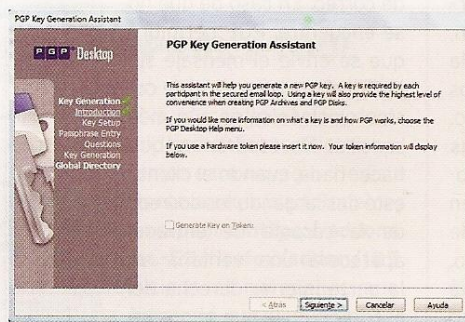 PGP Key Generation Assistant
PGP Desktop
Key Generation
Introduction
Key Setup
Passphrase Entry
Questions
Key Generation
Global Directory
PGP Key Generation Assistant
This assistant will help you generate a new PGP key. A key is required by each
participant in the secured email loop. Using a key will also provide the highest level of
convenience when creating PGP Archives and PGP Disks.
If you would like more information on what a key is and how PGP works, choose the
PGP Desktop Help menu.
If you use a hardware token please insert it now. Your token information will display
below.
Generate Key on Token:
< Atrás
Siguiente >
Cancelar
Ayuda